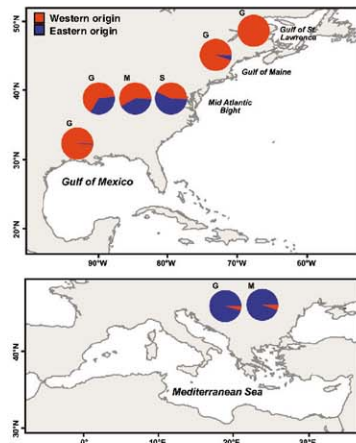 Western origin
Eastern origin
G
Gulf of St.
Lawrence
G
Gulf of Maine
G M S
Mid Atlantic
Bight
G
Gulf of Mexico
50°N
40°N
30°N
20°N
90°W 80°W 70°W 60°W
G M
40°N
Mediterranean Sea
30°N
0° 10°E 20°E